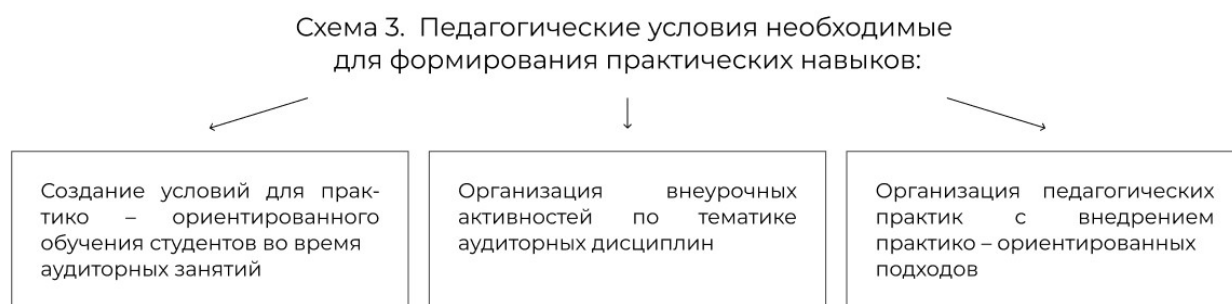 Схема 3. Педагогические условия необходимые
для формирования практических навыков:
Создание условий для прак-
тико – ориентированного
обучения студентов во время
аудиторных занятий
Организация внеурочных
активностей по тематике
аудиторных дисциплин
Организация педагогических
практик с внедрением
практико – ориентированных
подходов